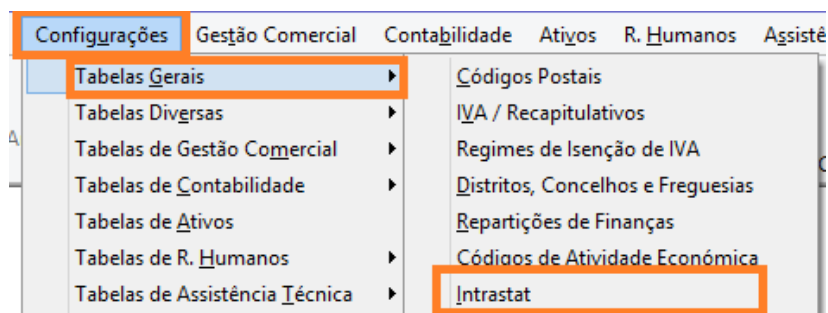 Configurações Gestão Comercial Contabilidade Ativos R. Humanos Assistê
Tabelas Gerais
Tabelas Diversas
Tabelas de Gestão Comercial
Tabelas de Contabilidade
Tabelas de Ativos
Tabelas de R. Humanos
Tabelas de Assistência Técnica
Códigos Postais
IVA / Recapitulativos
Regimes de Isenção de IVA
Distritos, Concelhos e Freguesias
Repartições de Finanças
Códigos de Atividade Económica
Intrastat